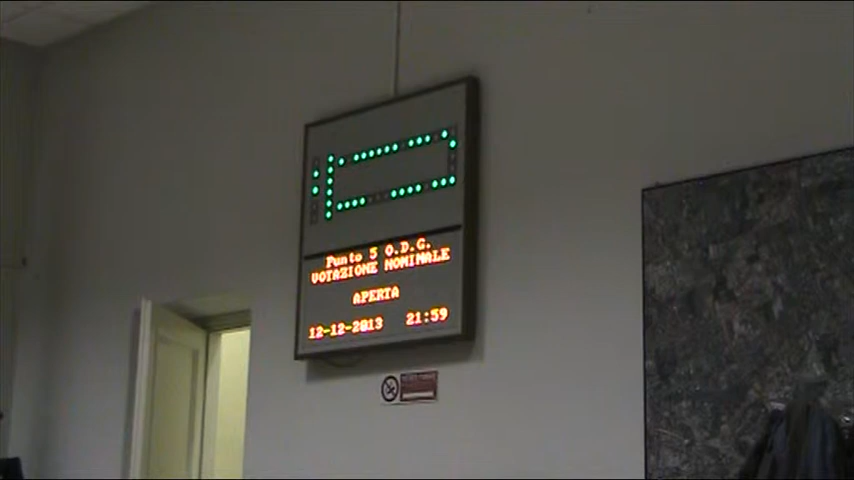 Punto 5 O.D.G.
VOTAZIONE NOMINALE
APERTA
12-12-2013 21:59